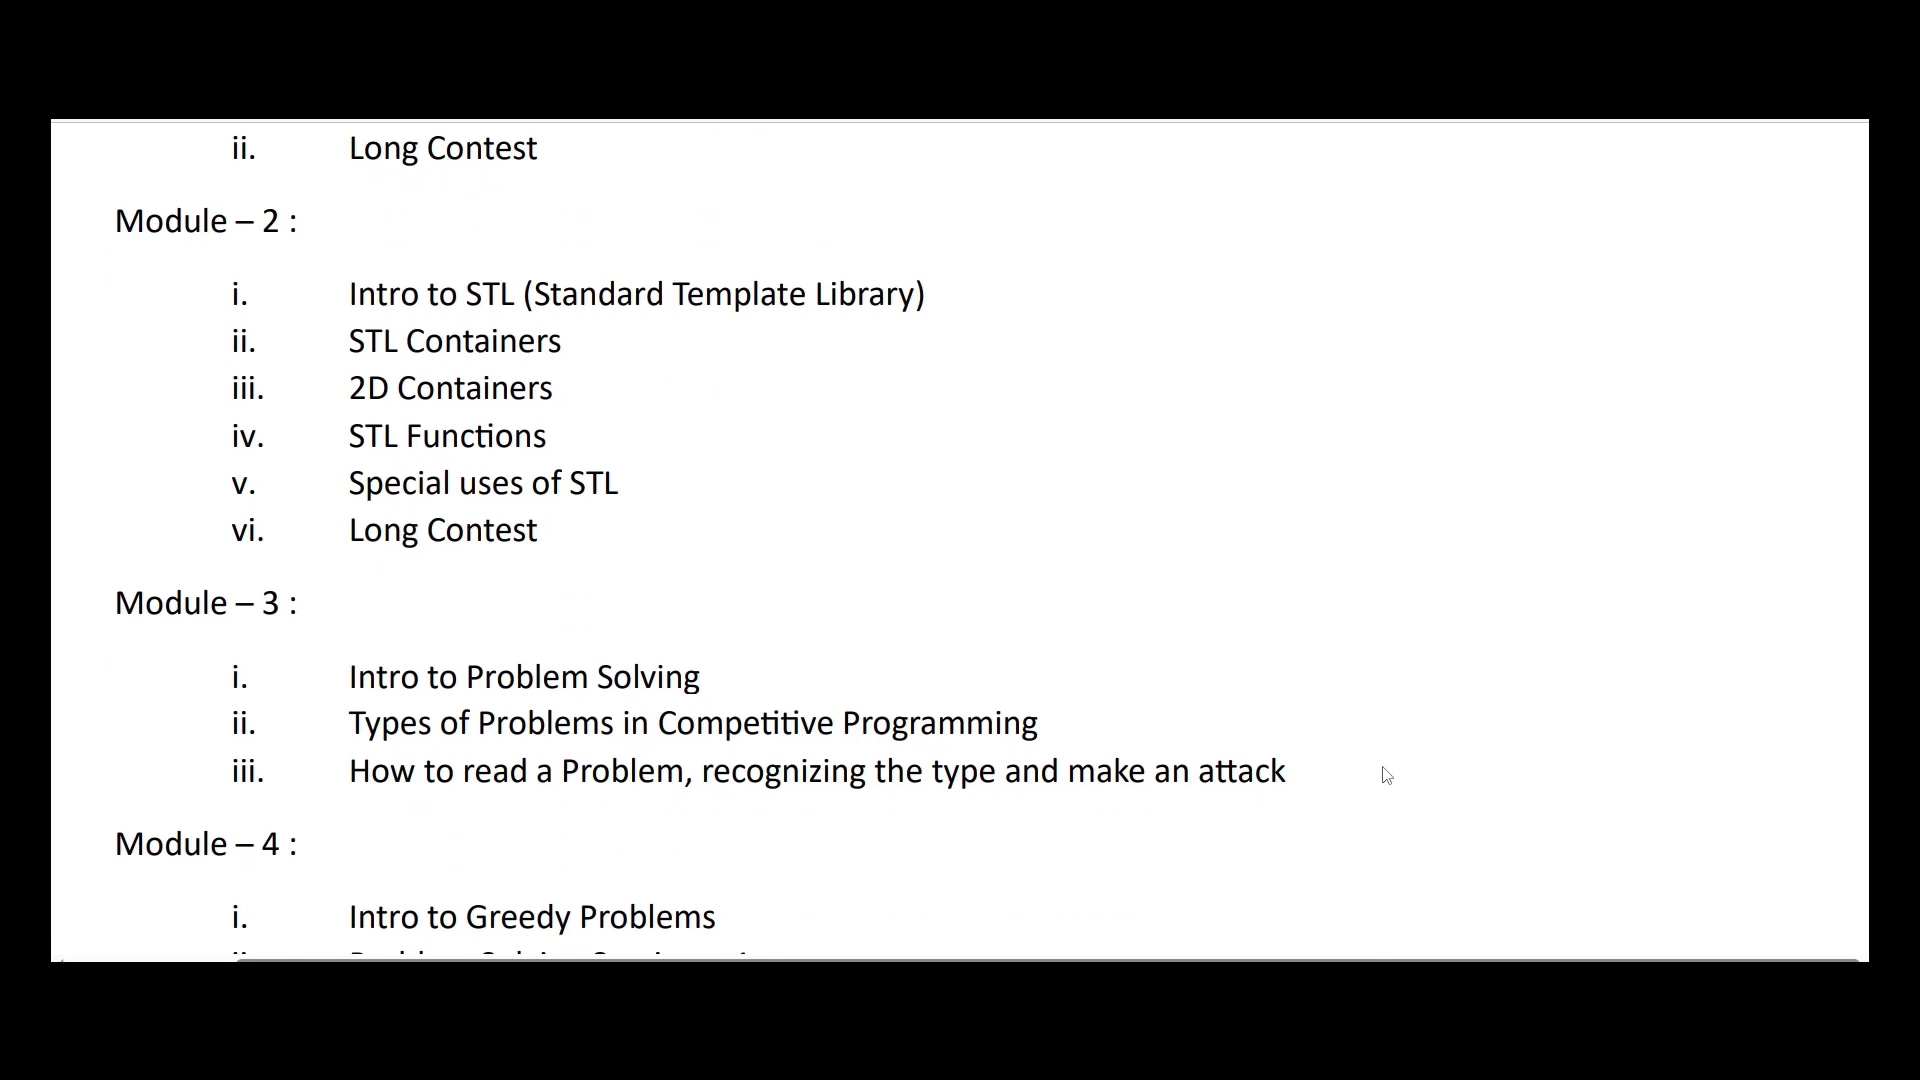 ii. Long Contest
Module – 2 :
i. Intro to STL (Standard Template Library)
ii. STL Containers
iii. 2D Containers
iv. STL Functions
v. Special uses of STL
vi. Long Contest
Module – 3 :
i. Intro to Problem Solving
ii. Types of Problems in Competitive Programming
iii. How to read a Problem, recognizing the type and make an attack
Module – 4 :
i. Intro to Greedy Problems